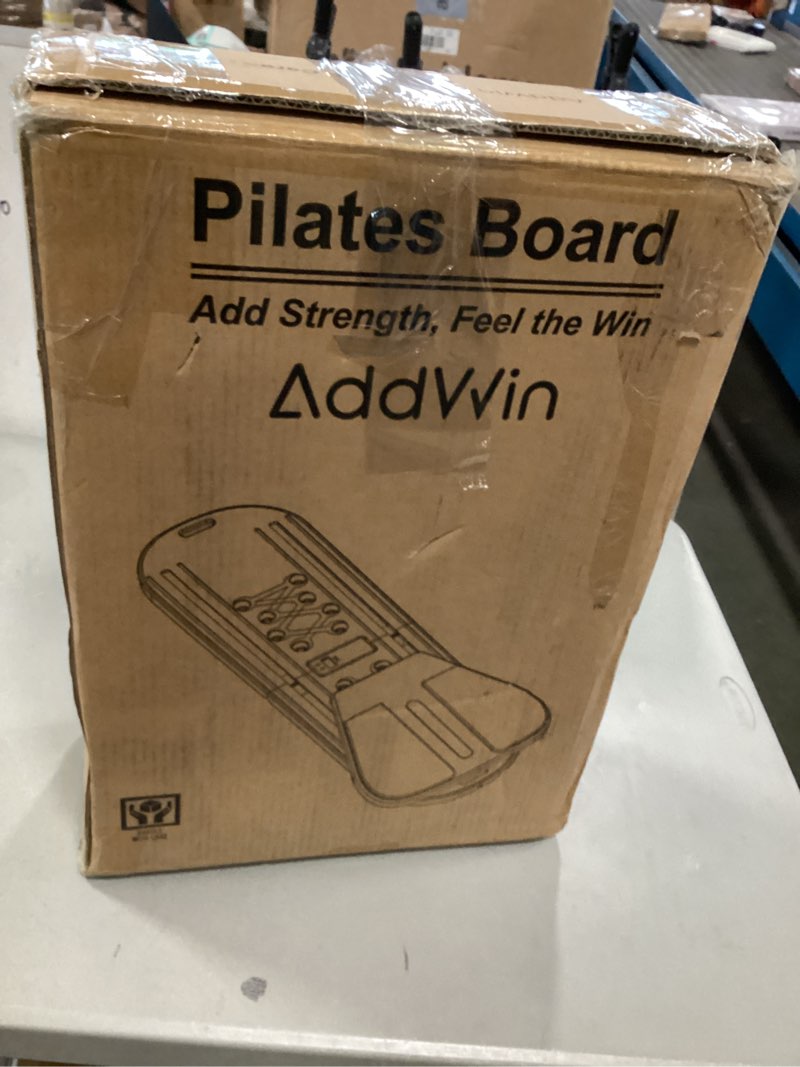 Pilates Board
Add Strength, Feel the Win
AddWin